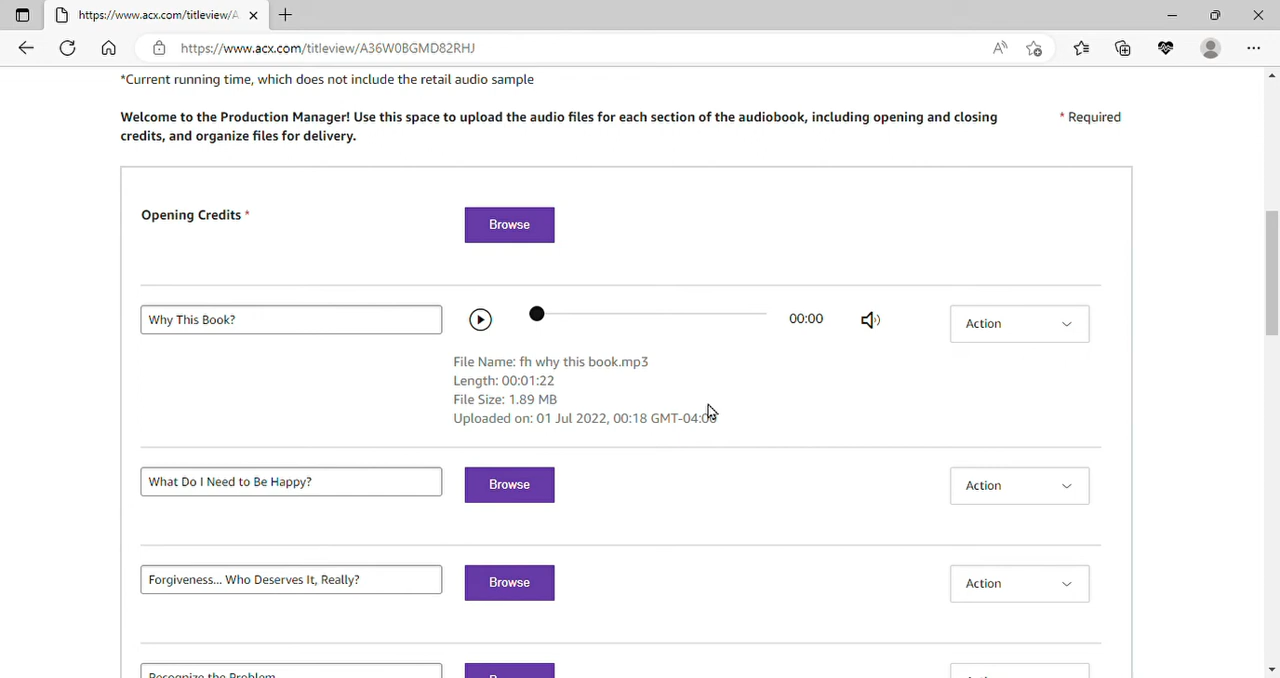 https://www.acx.com/titleview/A
https://www.acx.com/titleview/A36W0BGMD82RHJ
*Current running time, which does not include the retail audio sample
Welcome to the Production Manager! Use this space to upload the audio files for each section of the audiobook, including opening and closing
credits, and organize files for delivery.
* Required
Opening Credits *
Browse
Why This Book?
00:00
Action
File Name: fh why this book.mp3
Length: 00:01:22
File Size: 1.89 MB
Uploaded on: 01 Jul 2022, 00:18 GMT-04:00
What Do I Need to Be Happy?
Browse
Action
Forgiveness... Who Deserves It, Really?
Browse
Action
Recognize the Problem